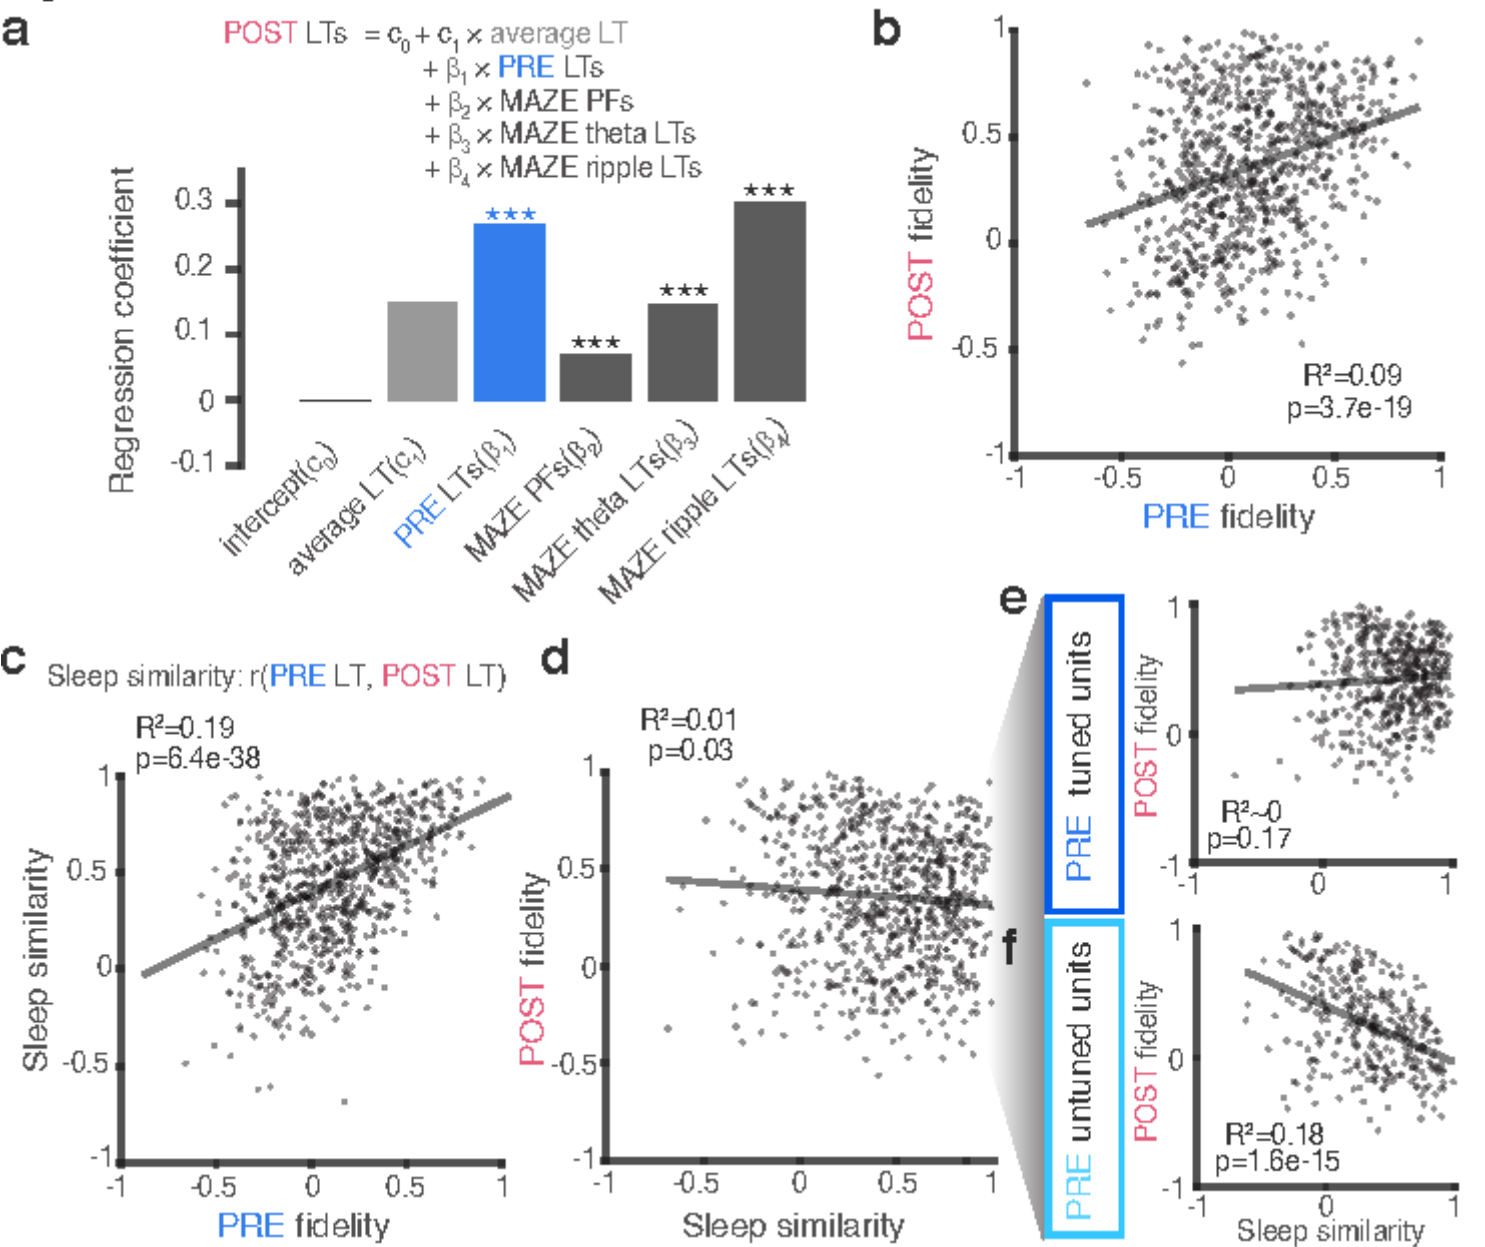 a
POST LTs = c0 + c1 × average LT
+ β1 × PRE LTs
+ β2 × MAZE PFs
+ β3 × MAZE theta LTs
+ β4 × MAZE ripple LTs
Regression coefficient
0.3
0.2
0.1
0
-0.1
***
***
***
***
intercept(c0)
average LT(c1)
PRE LTs(β1)
MAZE PFs(β2)
MAZE theta LTs(β3)
MAZE ripple LTs(β4)
b
POST fidelity
1
0.5
0
-0.5
-1
R²=0.09
p=3.7e-19
-1 -0.5 0 0.5 1
PRE fidelity
c
Sleep similarity: r(PRE LT, POST LT)
R²=0.19
p=6.4e-38
Sleep similarity
1
0.5
0
-0.5
-1
-1 -0.5 0 0.5 1
PRE fidelity
d
R²=0.01
p=0.03
POST fidelity
1
0.5
0
-0.5
-1
-1 -0.5 0 0.5 1
Sleep similarity
e
PRE tuned units
POST fidelity
1
0
-1
R²~0
p=0.17
-1 0 1
f
PRE untuned units
POST fidelity
1
0
-1
R²=0.18
p=1.6e-15
-1 0 1
Sleep similarity